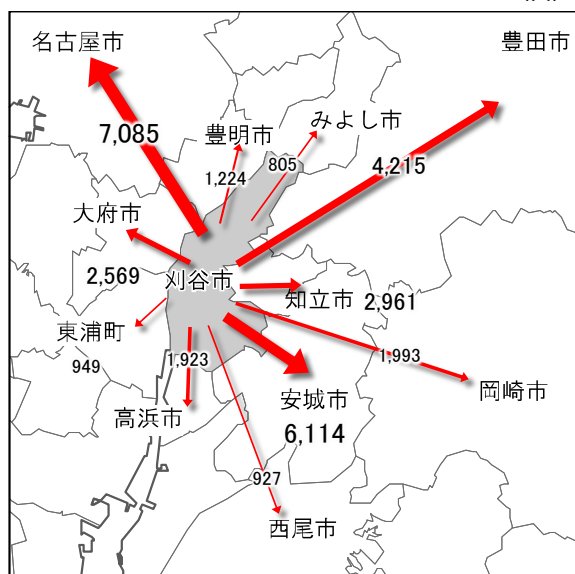 名古屋市
豊田市
7,085
豊明市
みよし市
805
4,215
1,224
大府市
2,569
刈谷市
知立市
2,961
東浦町
949
1,923
1,993
安城市
6,114
岡崎市
高浜市
927
西尾市